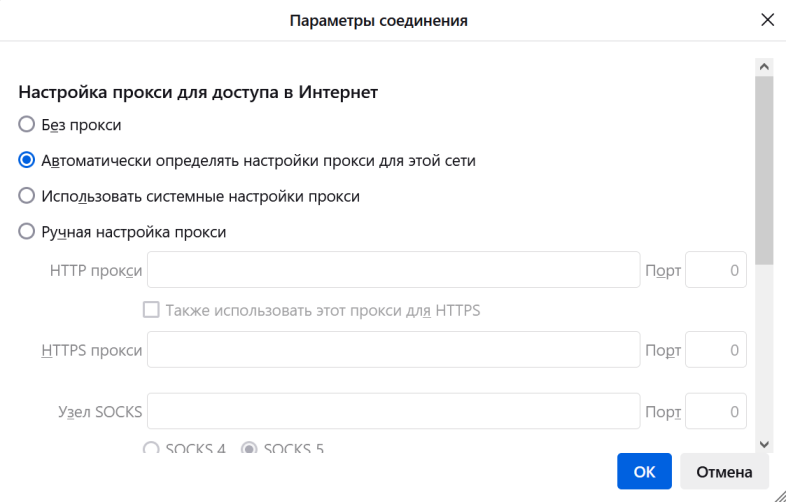 Параметры соединения
Настройка прокси для доступа в Интернет
Без прокси
Автоматически определять настройки прокси для этой сети
Использовать системные настройки прокси
Ручная настройка прокси
HTTP прокси Порт 0
Также использовать этот прокси для HTTPS
HTTPS прокси Порт 0
Узел SOCKS Порт 0
SOCKS 4 SOCKS 5
ОК Отмена